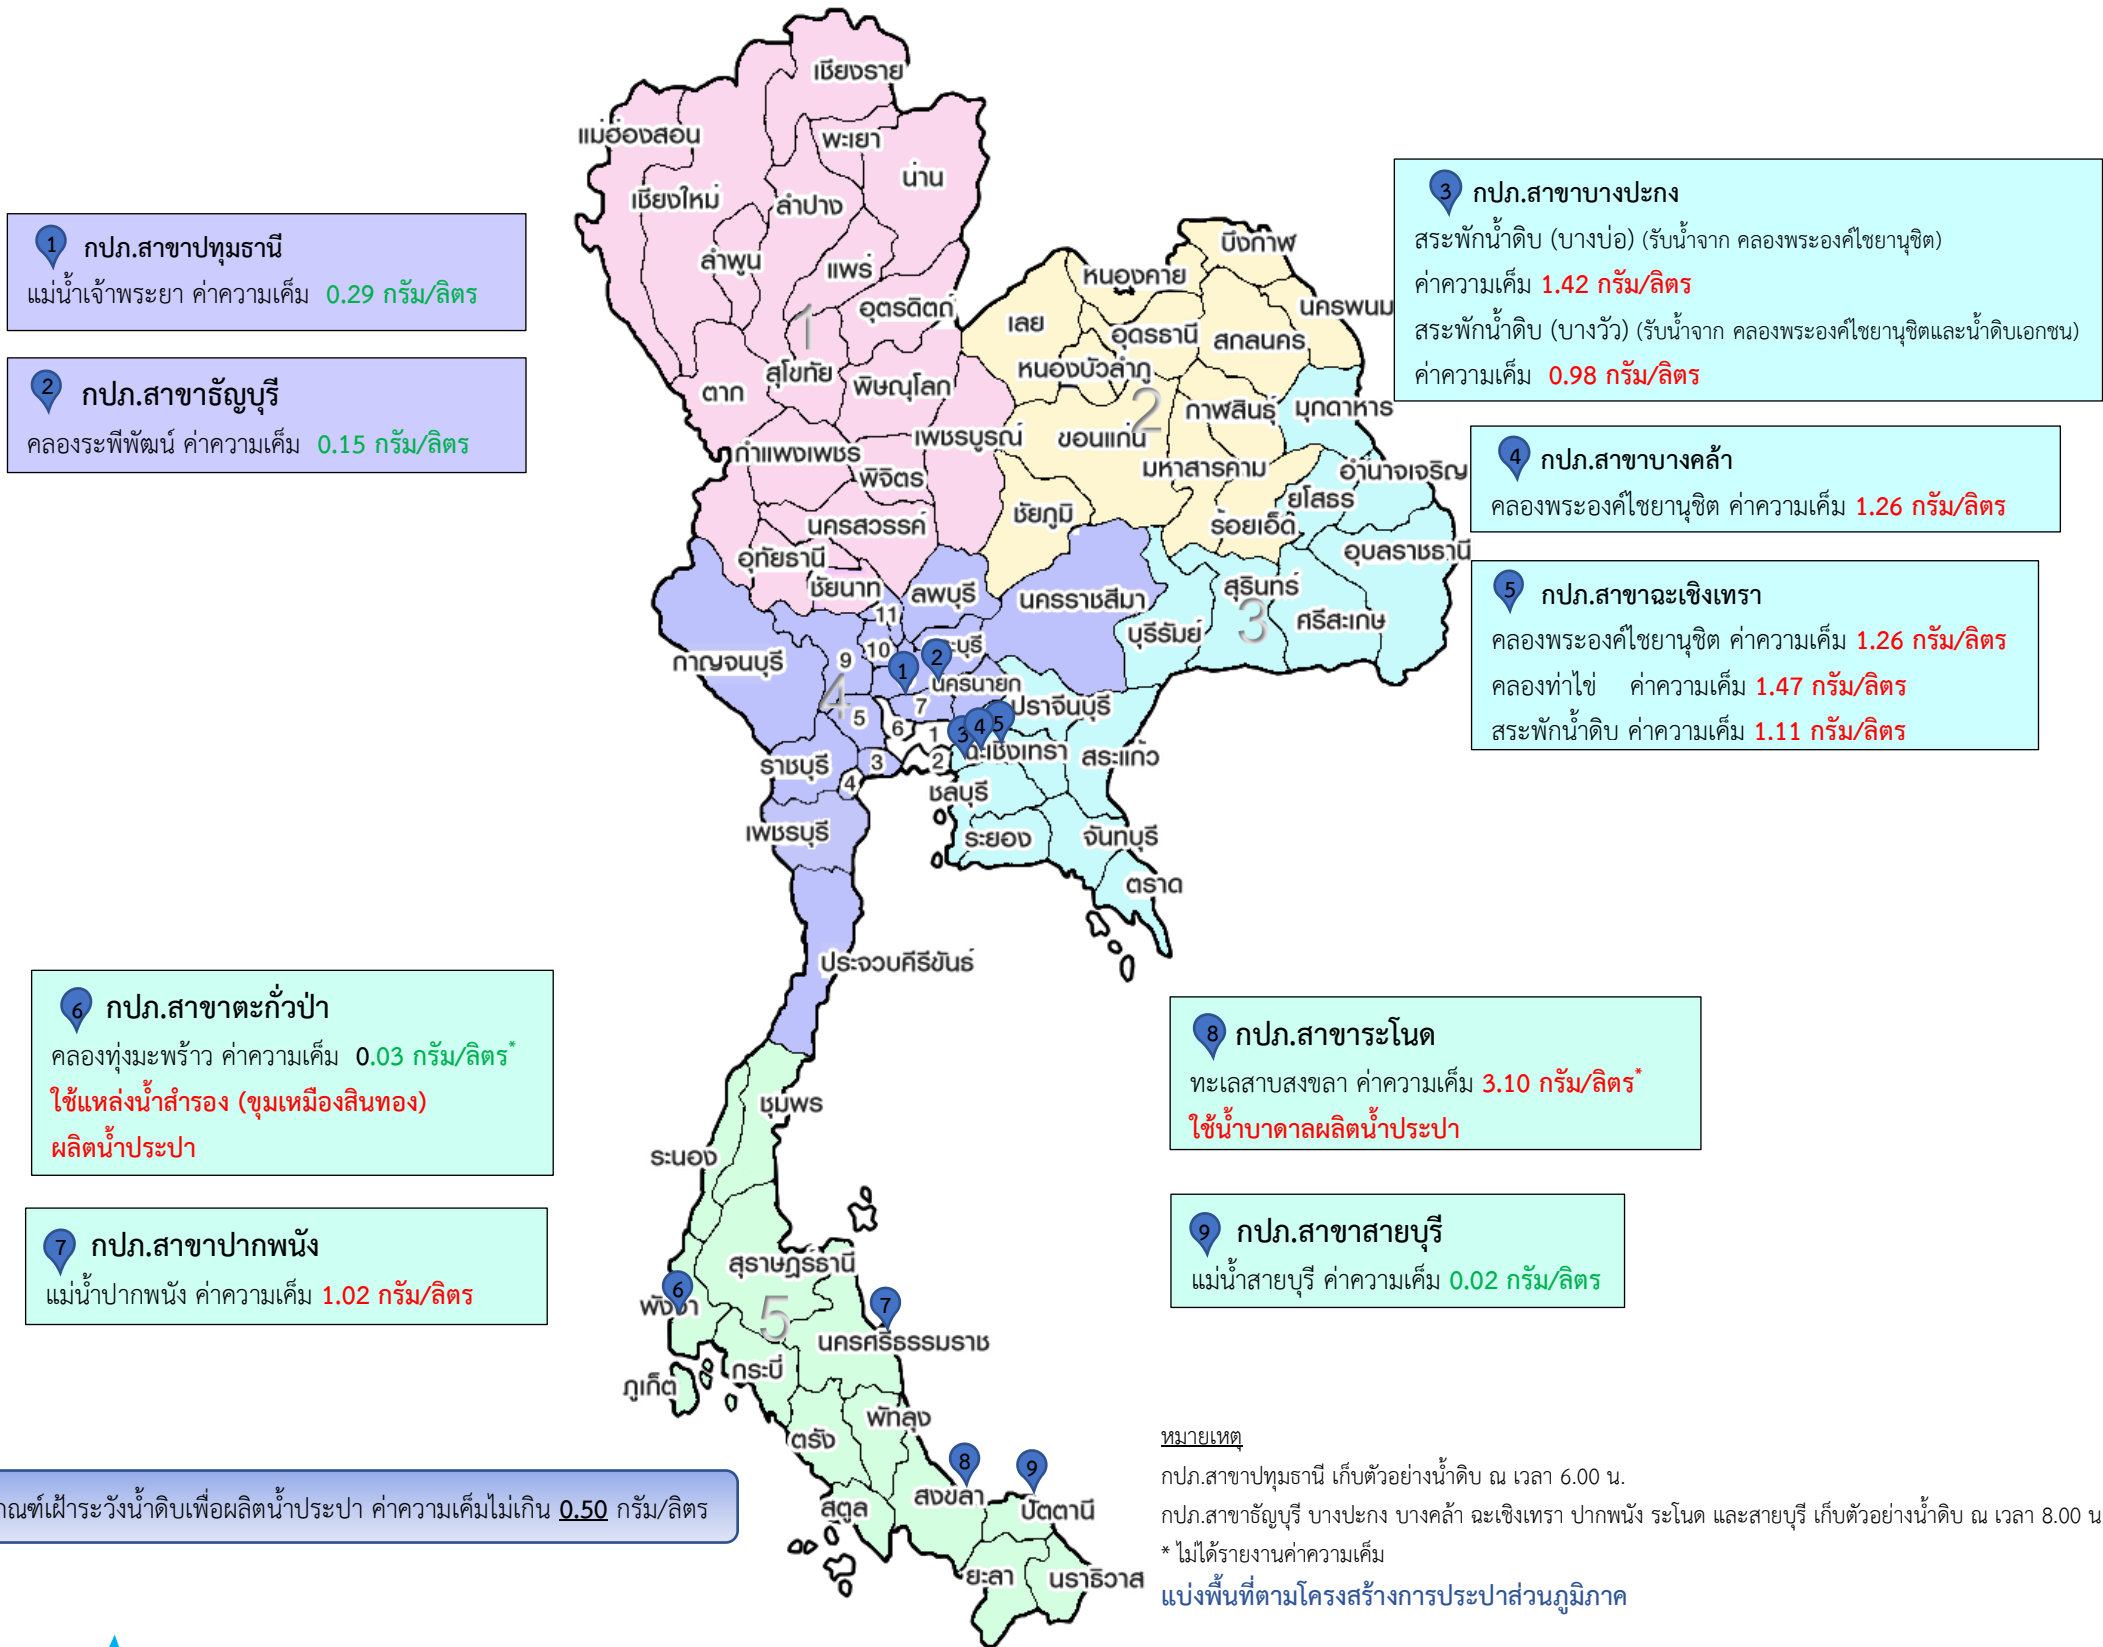 เชียงราย
แม่ฮ่องสอน
พะเยา
น่าน
เชียงใหม่
ลำปาง
ลำพูน
แพร่
อุตรดิตถ์
1
สุโขทัย
ตาก
พิษณุโลก
เพชรบูรณ์
กำแพงเพชร
พิจิตร
นครสวรรค์
อุทัยธานี
ชัยนาท
บึงกาฬ
หนองคาย
นครพนม
เลย
อุดรธานี
สกลนคร
หนองบัวลำภู
2
กาฬสินธุ์
มุกดาหาร
ขอนแก่น
มหาสารคาม
อำนาจเจริญ
ยโสธร
ชัยภูมิ
ร้อยเอ็ด
อุบลราชธานี
ลพบุรี
นครราชสีมา
สุรินทร์
3
ศรีสะเกษ
บุรีรัมย์
11
10
ะบุรี
9
กาญจนบุรี
4
นครนายก
7
5
6
1
2
ปราจีนบุรี
ฉะเชิงเทรา
สระแก้ว
ราชบุรี
3
4
ชลบุรี
เพชรบุรี
ระยอง
จันทบุรี
ตราด
ประจวบคีรีขันธ์
ชุมพร
ระนอง
สุราษฎร์ธานี
พังงา
5
นครศรีธรรมราช
กระบี่
ภูเก็ต
พัทลุง
ตรัง
สงขลา
ปัตตานี
สตูล
ยะลา
นราธิวาส
1
2
3
4
5
6
7
8
9
1 กปภ.สาขาปทุมธานี
แม่น้ำเจ้าพระยา ค่าความเค็ม 0.29 กรัม/ลิตร
2 กปภ.สาขาธัญบุรี
คลองระพีพัฒน์ ค่าความเค็ม 0.15 กรัม/ลิตร
3 กปภ.สาขาบางปะกง
สระพักน้ำดิบ (บางบ่อ) (รับน้ำจาก คลองพระองค์ไชยานุชิต)
ค่าความเค็ม 1.42 กรัม/ลิตร
สระพักน้ำดิบ (บางวัว) (รับน้ำจาก คลองพระองค์ไชยานุชิตและน้ำดิบเอกชน)
ค่าความเค็ม 0.98 กรัม/ลิตร
4 กปภ.สาขาบางคล้า
คลองพระองค์ไชยานุชิต ค่าความเค็ม 1.26 กรัม/ลิตร
5 กปภ.สาขาฉะเชิงเทรา
คลองพระองค์ไชยานุชิต ค่าความเค็ม 1.26 กรัม/ลิตร
คลองท่าไข่ ค่าความเค็ม 1.47 กรัม/ลิตร
สระพักน้ำดิบ ค่าความเค็ม 1.11 กรัม/ลิตร
6 กปภ.สาขาตะกั่วป่า
คลองทุ่งมะพร้าว ค่าความเค็ม 0.03 กรัม/ลิตร*
ใช้แหล่งน้ำสำรอง (ขุมเหมืองสินทอง)
ผลิตน้ำประปา
7 กปภ.สาขาปากพนัง
แม่น้ำปากพนัง ค่าความเค็ม 1.02 กรัม/ลิตร
8 กปภ.สาขาระโนด
ทะเลสาบสงขลา ค่าความเค็ม 3.10 กรัม/ลิตร*
ใช้น้ำบาดาลผลิตน้ำประปา
9 กปภ.สาขาสายบุรี
แม่น้ำสายบุรี ค่าความเค็ม 0.02 กรัม/ลิตร
ณฑ์เฝ้าระวังน้ำดิบเพื่อผลิตน้ำประปา ค่าความเค็มไม่เกิน 0.50 กรัม/ลิตร
หมายเหตุ
กปภ.สาขาปทุมธานี เก็บตัวอย่างน้ำดิบ ณ เวลา 6.00 น.
กปภ.สาขาธัญบุรี บางปะกง บางคล้า ฉะเชิงเทรา ปากพนัง ระโนด และสายบุรี เก็บตัวอย่างน้ำดิบ ณ เวลา 8.00 น
* ไม่ได้รายงานค่าความเค็ม
แบ่งพื้นที่ตามโครงสร้างการประปาส่วนภูมิภาค